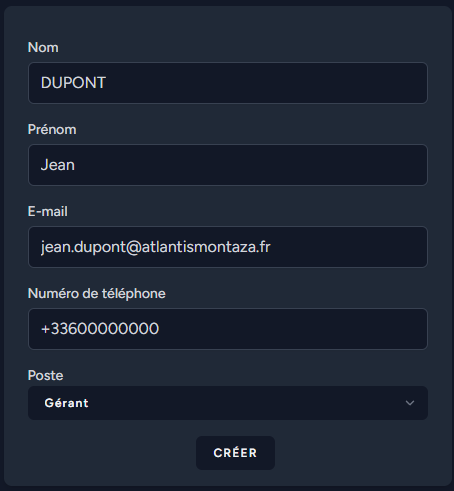 Nom
DUPONT
Prénom
Jean
E-mail
jean.dupont@atlantismontaza.fr
Numéro de téléphone
+33600000000
Poste
Gérant
CRÉER